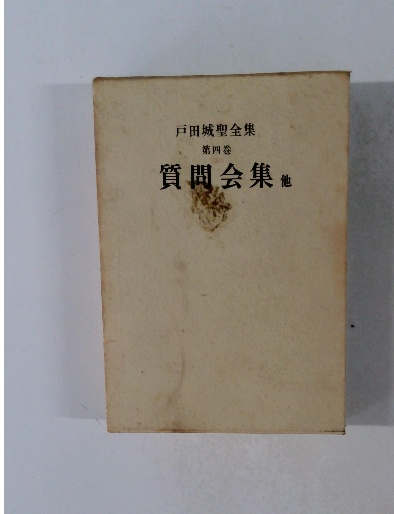 戸田城聖全集
第四巻
質問会集 他